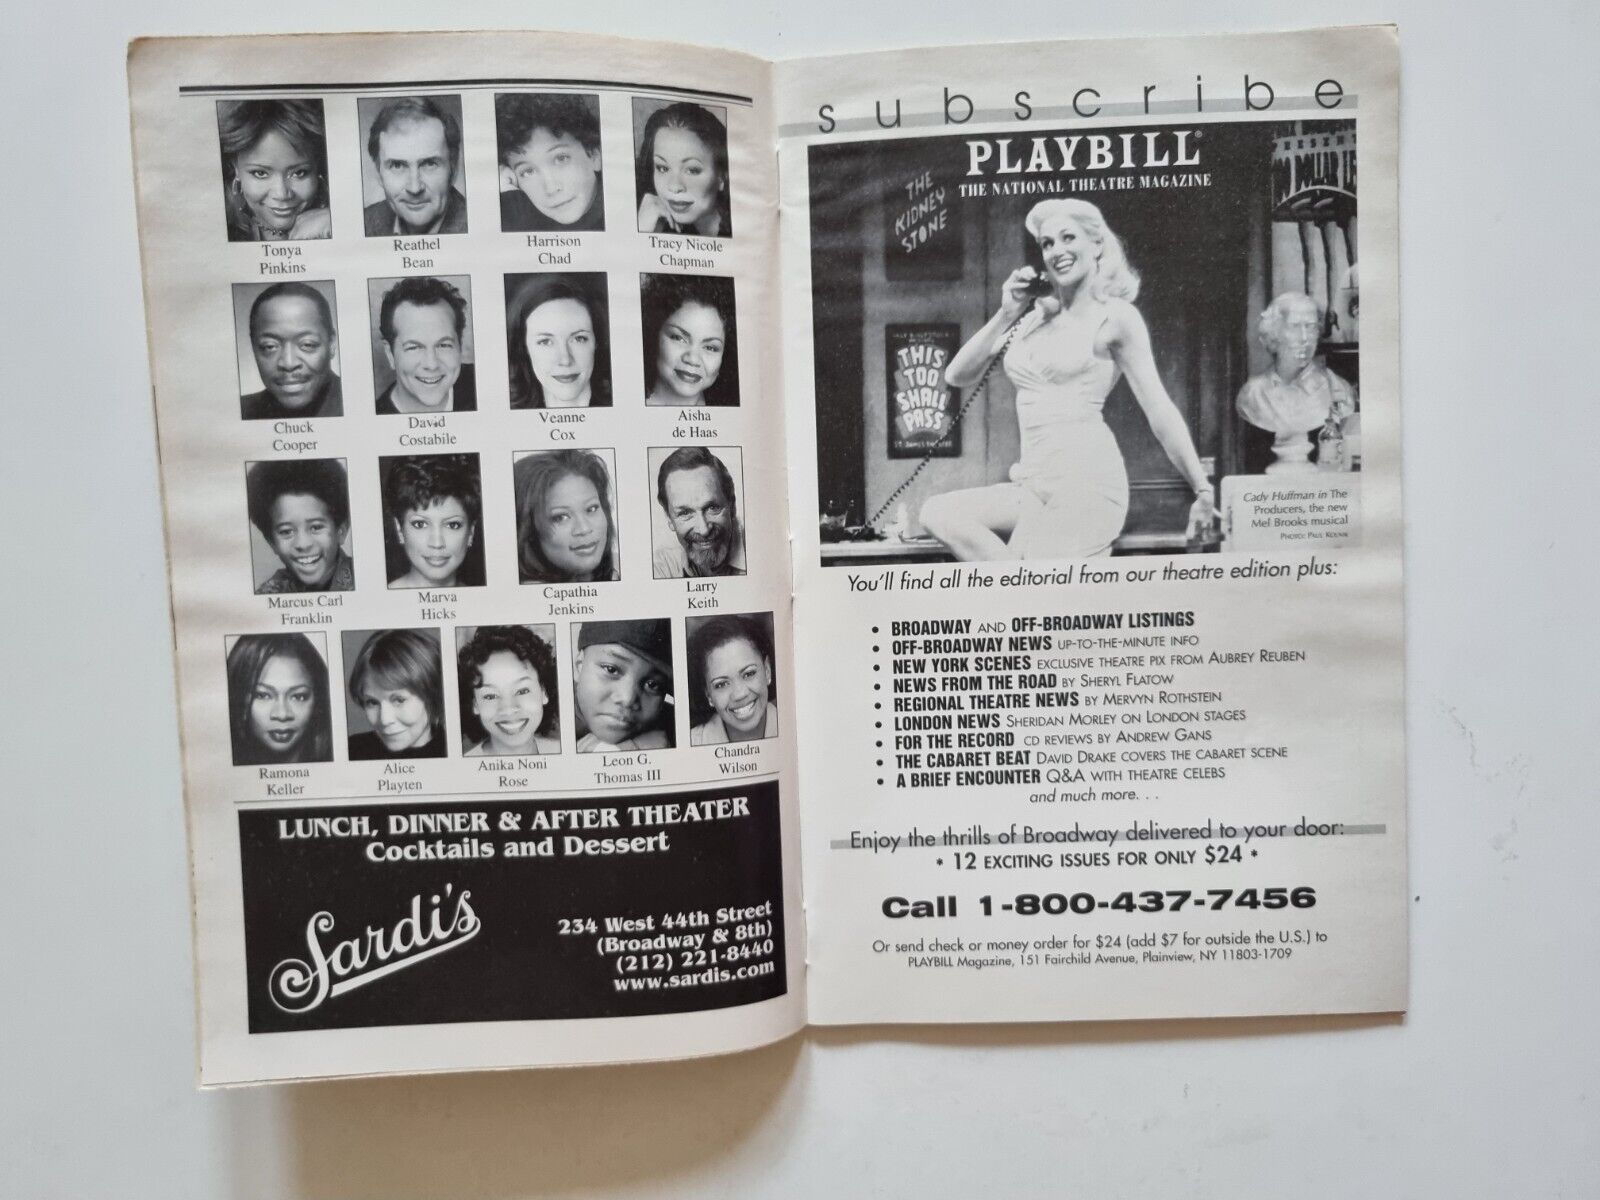 Tonya
Pinkins
Reathel
Bean
Harrison
Chad
Tracy Nicole
Chapman
Chuck
Cooper
David
Costabile
Veanne
Cox
Aisha
de Haas
Marcus Carl
Franklin
Marva
Hicks
Capathia
Jenkins
Larry
Keith
Ramona
Keller
Alice
Playten
Anika Noni
Rose
Leon G.
Thomas III
Chandra
Wilson
LUNCH, DINNER & AFTER THEATER
Cocktails and Dessert
Sardi's
234 West 44th Street
(Broadway & 8th)
(212) 221-8440
www.sardis.com
subscribe
PLAYBILL®
THE NATIONAL THEATRE MAGAZINE
THE
KIDNEY
STONE
THIS
TOO
SHALL
PASS
Cady Huffman in The
Producers, the new
Mel Brooks musical
PHOTO: PAUL KOLNIK
You'll find all the editorial from our theatre edition plus:
• BROADWAY AND OFF-BROADWAY LISTINGS
• OFF-BROADWAY NEWS UP-TO-THE-MINUTE INFO
• NEW YORK SCENES EXCLUSIVE THEATRE PIX FROM AUBREY REUBEN
• NEWS FROM THE ROAD BY SHERYL FLATOW
• REGIONAL THEATRE NEWS BY MERVYN ROTHSTEIN
• LONDON NEWS SHERIDAN MORLEY ON LONDON STAGES
• FOR THE RECORD CD REVIEWS BY ANDREW GANS
• THE CABARET BEAT DAVID DRAKE COVERS THE CABARET SCENE
• A BRIEF ENCOUNTER Q&A WITH THEATRE CELEBS
and much more. . .
Enjoy the thrills of Broadway delivered to your door:
* 12 EXCITING ISSUES FOR ONLY $24 *
Call 1-800-437-7456
Or send check or money order for $24 (add $7 for outside the U.S.) to
PLAYBILL Magazine, 151 Fairchild Avenue, Plainview, NY 11803-1709